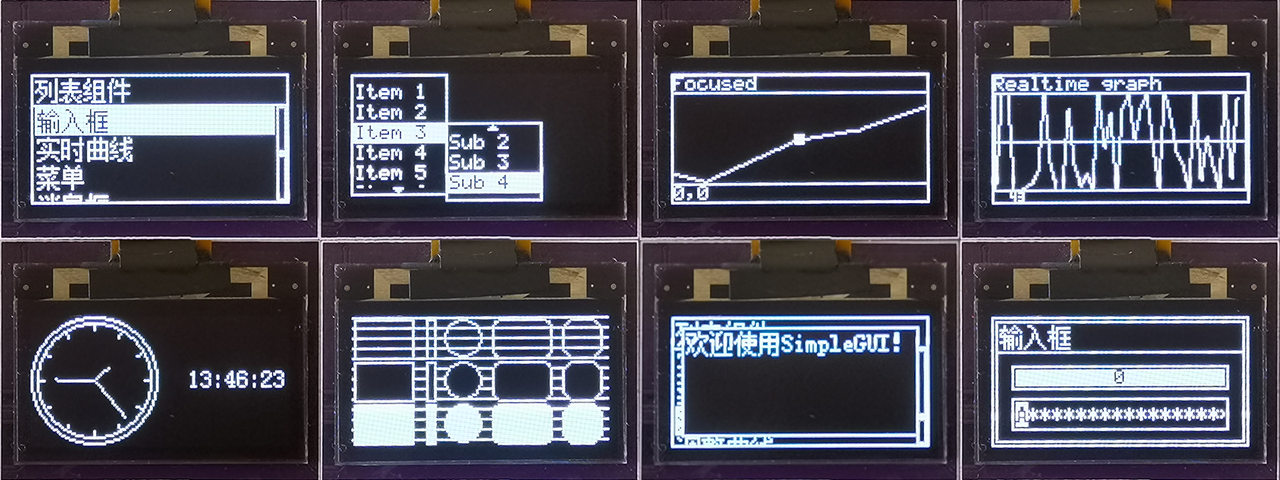 列表组件
输入框
实时曲线
菜单
Item 1
Item 2
Item 3
Item 4
Item 5
Sub 2
Sub 3
Sub 4
Focused
0,0
Realtime graph
13:46:23
欢迎使用SimpleGUI!
输入框
0
*****************